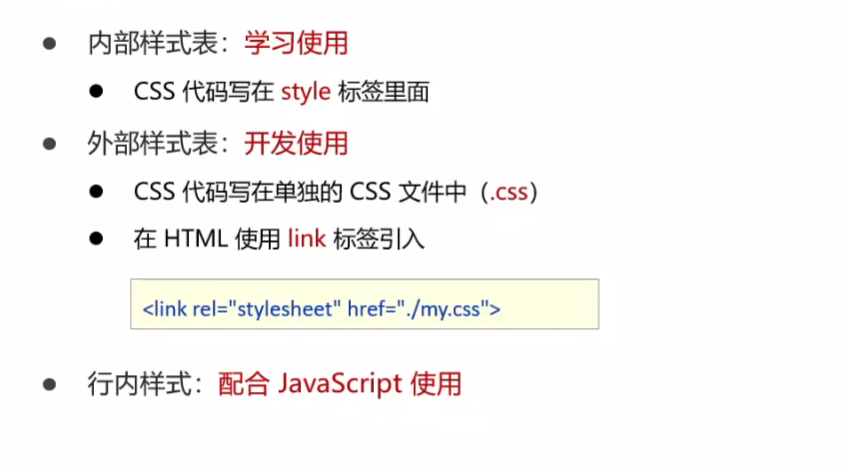 内部样式表：学习使用
CSS 代码写在 style 标签里面
外部样式表：开发使用
CSS 代码写在单独的 CSS 文件中（.css）
在 HTML 使用 link 标签引入
<link rel="stylesheet" href="./my.css">
行内样式：配合 JavaScript 使用